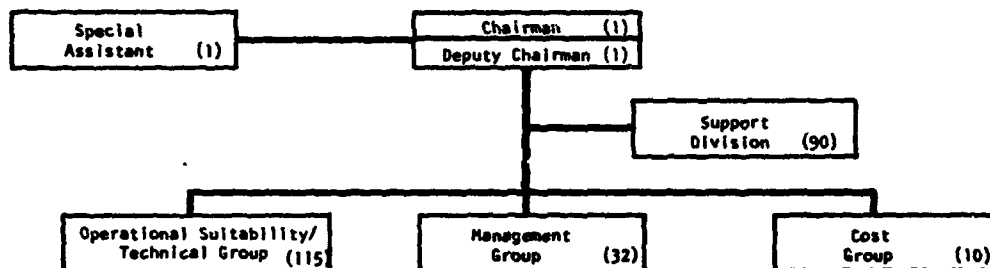 Special
Assistant (1)
Chairman (1)
Deputy Chairman (1)
Support
Division (90)
Operational Suitability/
Technical Group (115)
Management
Group (32)
Cost
Group (10)